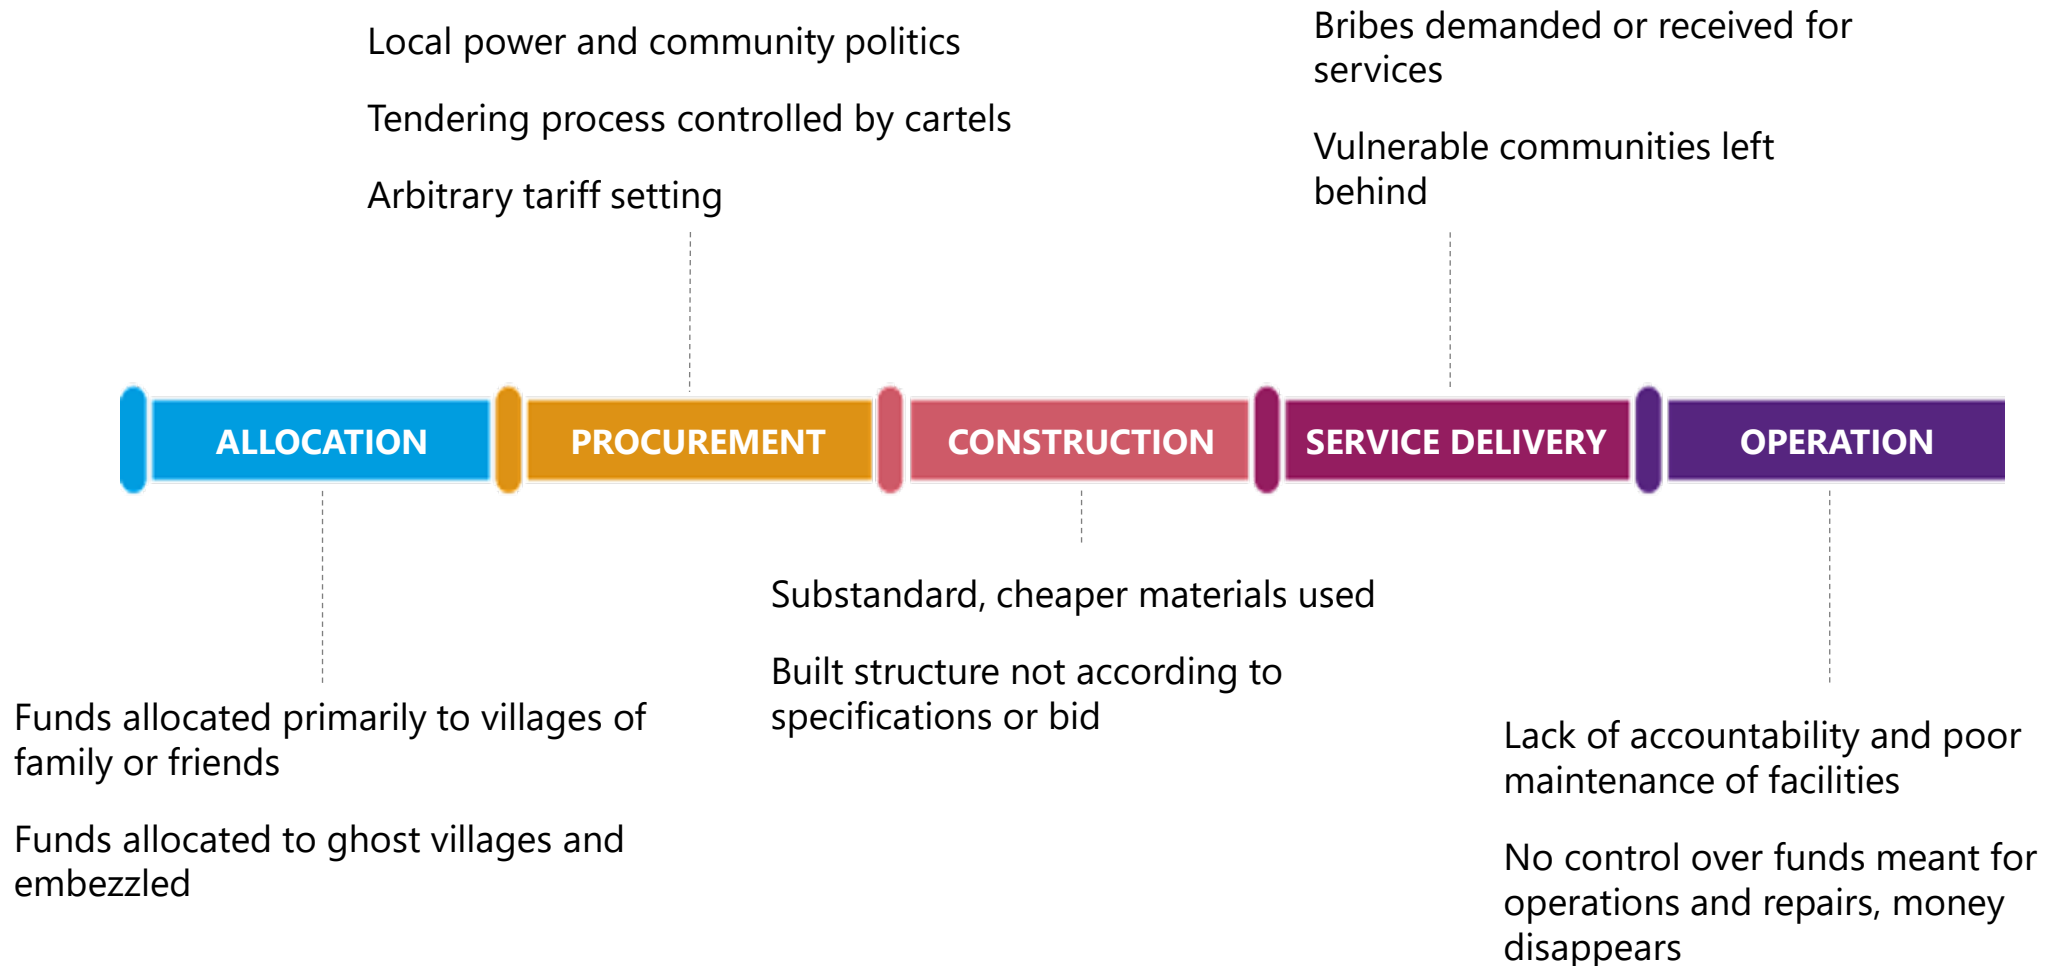 Local power and community politics
Tendering process controlled by cartels
Arbitrary tariff setting
Bribes demanded or received for
services
Vulnerable communities left
behind
ALLOCATION
PROCUREMENT
CONSTRUCTION
SERVICE DELIVERY
OPERATION
Funds allocated primarily to villages of
family or friends
Funds allocated to ghost villages and
embezzled
Substandard, cheaper materials used
Built structure not according to
specifications or bid
Lack of accountability and poor
maintenance of facilities
No control over funds meant for
operations and repairs, money
disappears